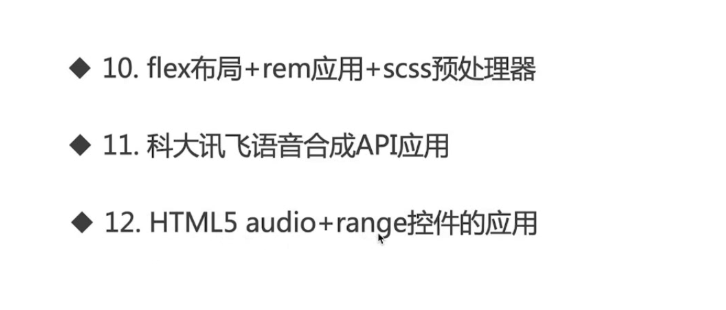 ◆ 10. flex布局+rem应用+scss预处理器
◆ 11. 科大讯飞语音合成API应用
◆ 12. HTML5 audio+range控件的应用